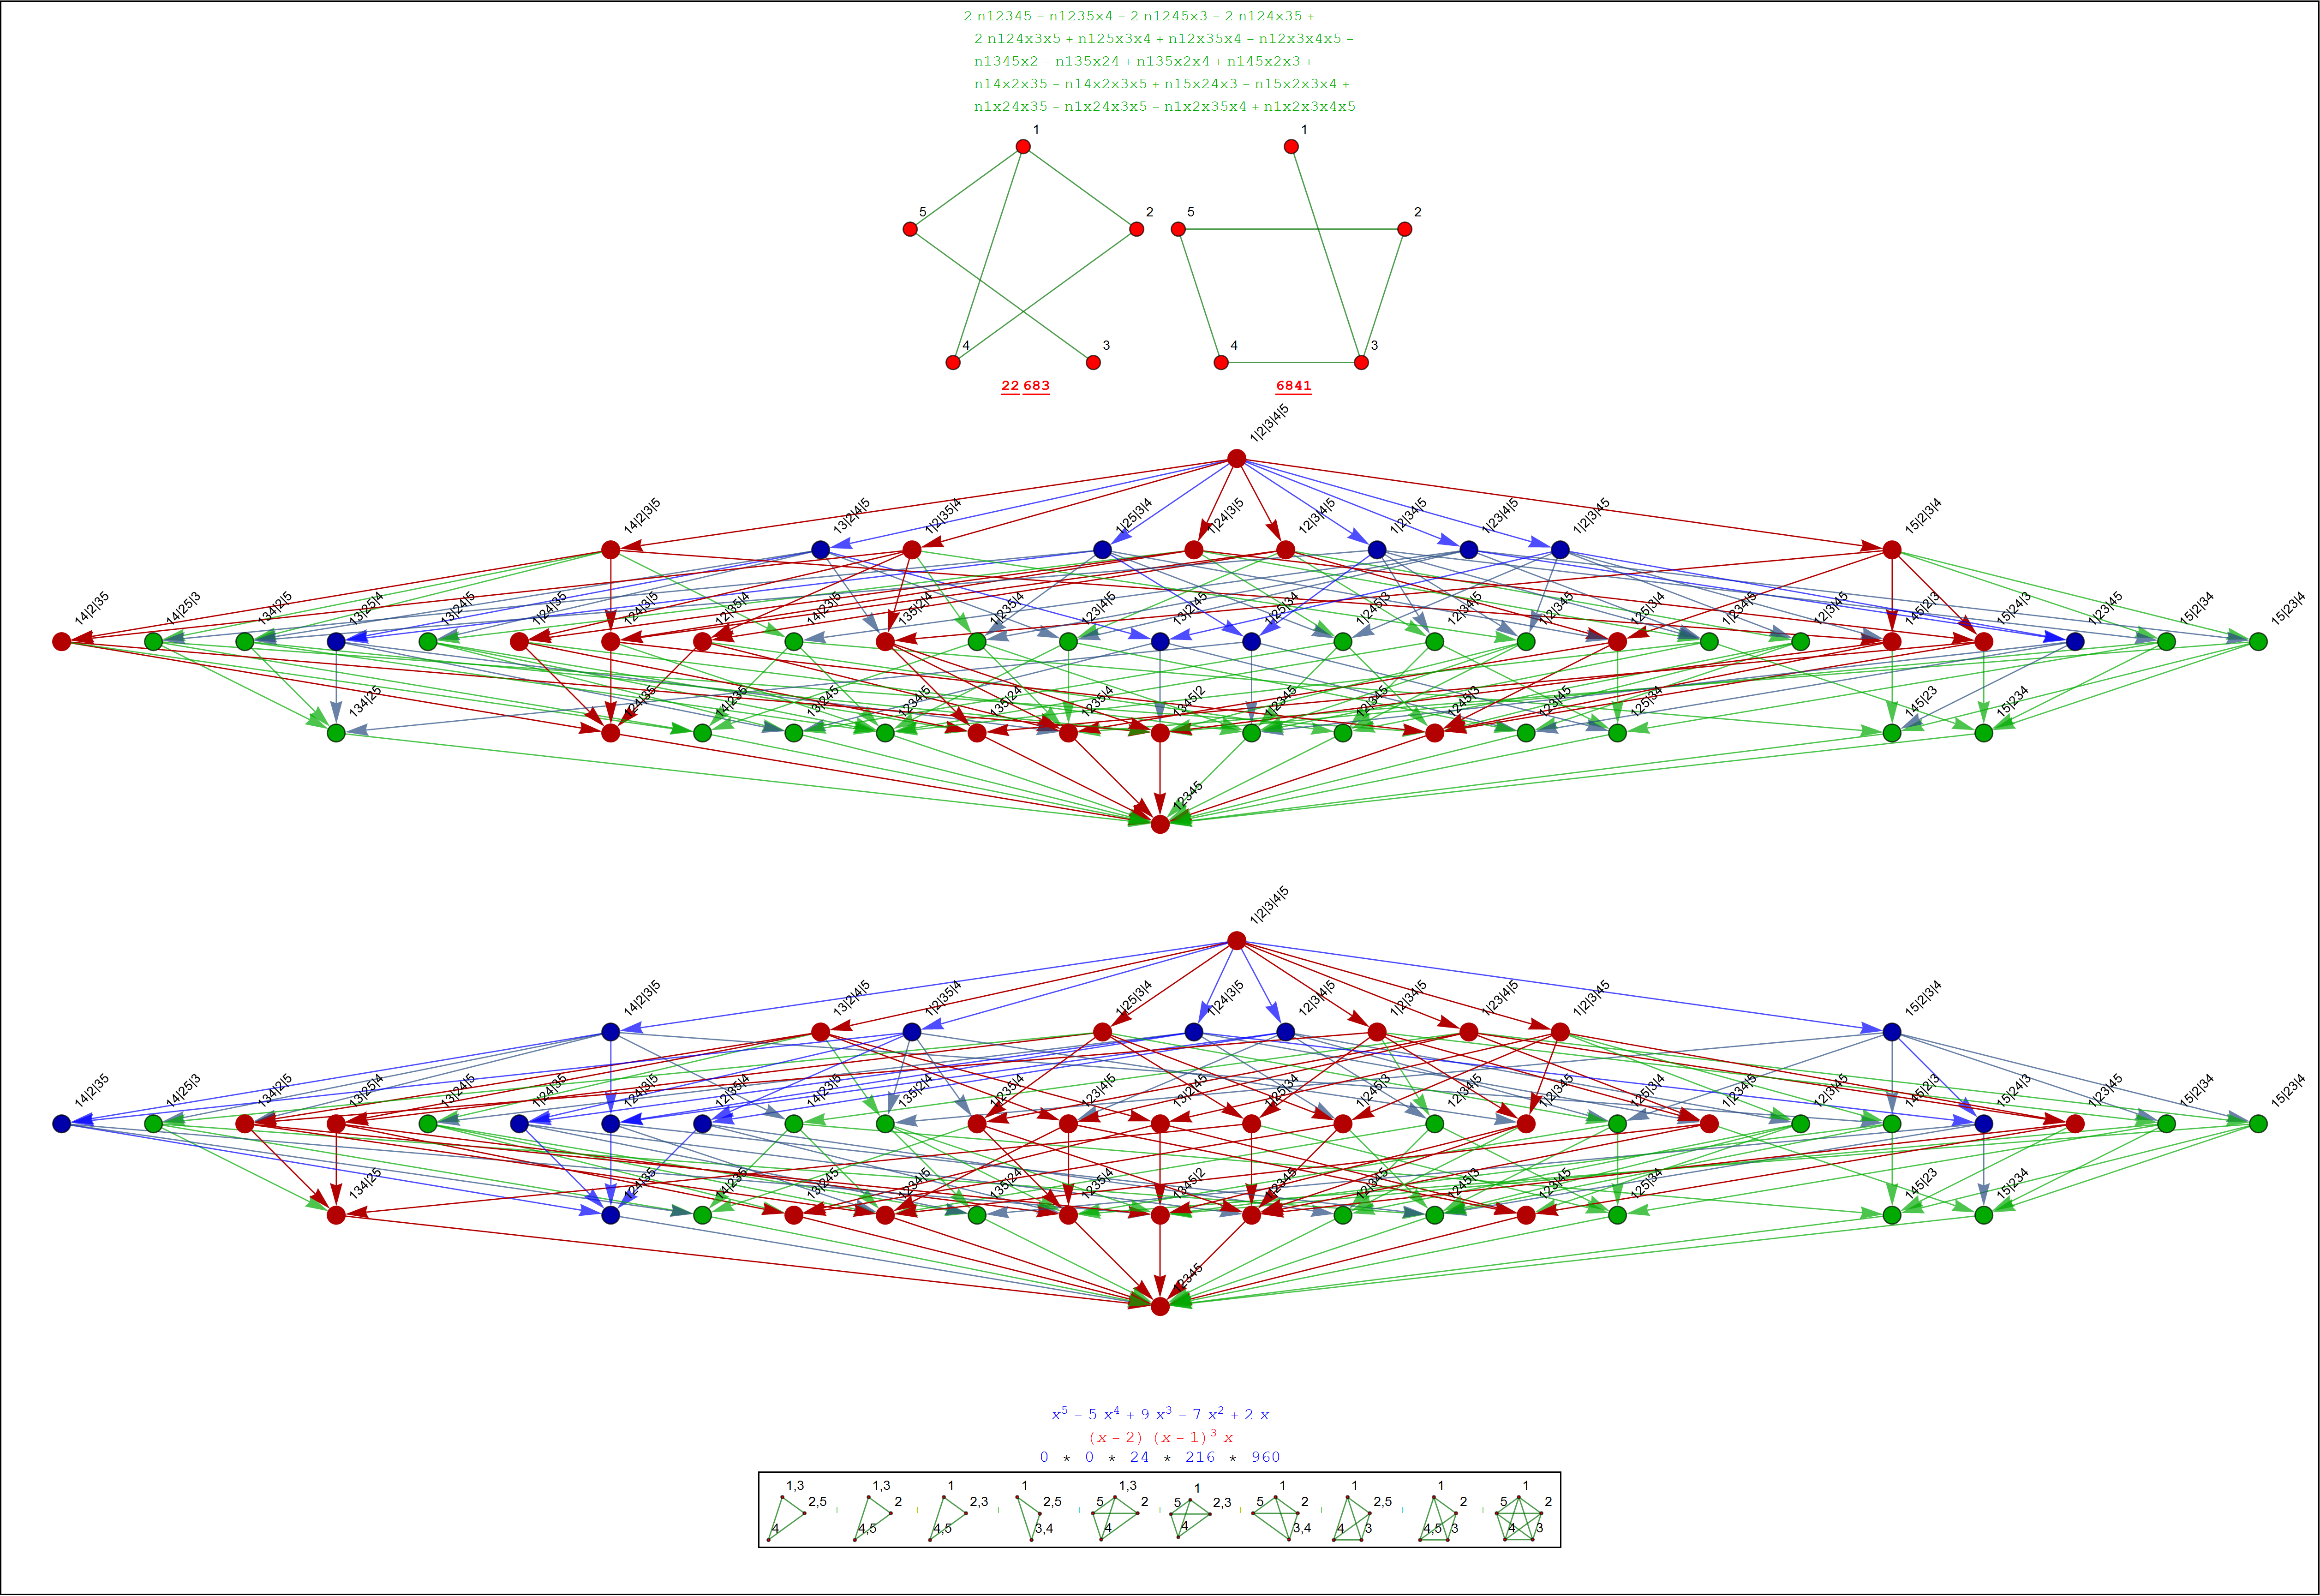 2 n12345 − n1235x4 − 2 n1245x3 − 2 n124x35 +
2 n124x3x5 + n125x3x4 + n12x35x4 − n12x3x4x5 −
n1345x2 − n135x24 + n135x2x4 + n145x2x3 +
n14x2x35 − n14x2x3x5 + n15x24x3 − n15x2x3x4 +
n1x24x35 − n1x24x3x5 − n1x2x35x4 + n1x2x3x4x5
1 1
5 2 5 2
4 3 4 3
22 683 6841
1|2|3|4|5
14|2|3|5 13|2|4|5 1|2|35|4 1|25|3|4 1|24|3|5 12|3|4|5 1|2|34|5 1|23|4|5 1|2|3|45 15|2|3|4
14|2|35 14|25|3 134|2|5 13|25|4 13|24|5 1|24|35 124|3|5 12|35|4 14|23|5 135|2|4 1|235|4 123|4|5 13|2|45 1|25|34 1|245|3 12|34|5 1|2|345 125|3|4 1|234|5 12|3|45 145|2|3 15|24|3 1|23|45 15|2|34 15|23|4
134|25 124|35 14|235 13|245 1234|5 135|24 1235|4 1345|2 1|2345 12|345 1245|3 123|45 125|34 145|23 15|234
12345
1|2|3|4|5
14|2|3|5 13|2|4|5 1|2|35|4 1|25|3|4 1|24|3|5 12|3|4|5 1|2|34|5 1|23|4|5 1|2|3|45 15|2|3|4
14|2|35 14|25|3 134|2|5 13|25|4 13|24|5 1|24|35 124|3|5 12|35|4 14|23|5 135|2|4 1|235|4 123|4|5 13|2|45 1|25|34 1|245|3 12|34|5 1|2|345 125|3|4 1|234|5 12|3|45 145|2|3 15|24|3 1|23|45 15|2|34 15|23|4
134|25 124|35 14|235 13|245 1234|5 135|24 1235|4 1345|2 1|2345 12|345 1245|3 123|45 125|34 145|23 15|234
12345
x⁵ − 5 x⁴ + 9 x³ − 7 x² + 2 x
(x − 2) (x − 1)³ x
0 * 0 * 24 * 216 * 960
1,3 1,3 1 1 1,3 1 1 1 1 1
2,5 2 2,3 2,5 5 2 5 2,3 5 2 2,5 2 5 2
+ + + + + + + + +
4 4,5 4,5 3,4 4 4 3,4 4 3 4,5 3 4 3